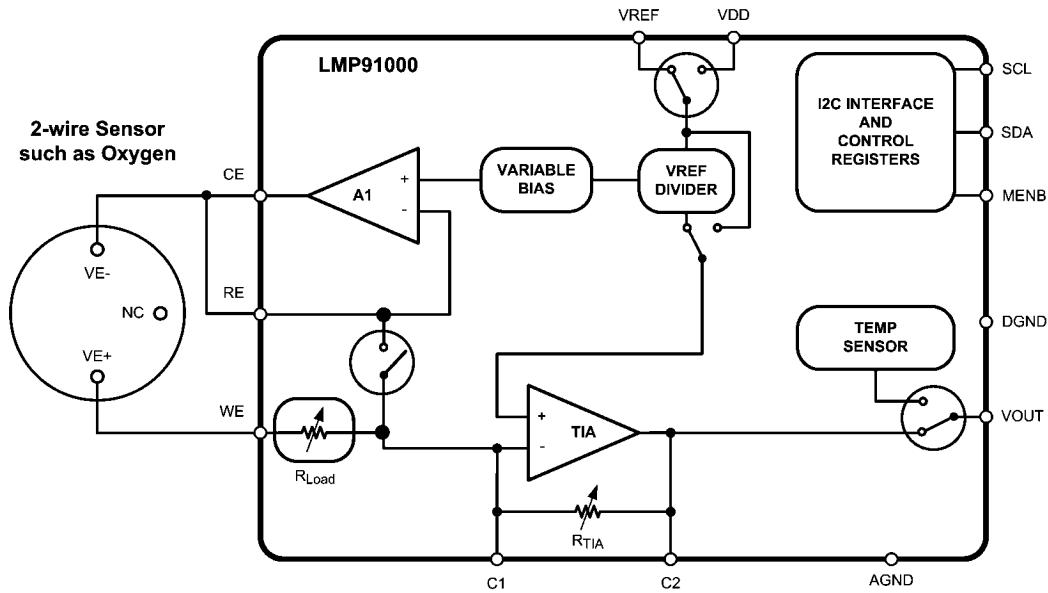 VREF
VDD
LMP91000
SCL
I2C INTERFACE
AND
CONTROL
REGISTERS
SDA
MENB
2-wire Sensor
such as Oxygen
CE
A1
+
-
VARIABLE
BIAS
VREF
DIVIDER
VE-
NC
VE+
RE
WE
RLoad
TEMP
SENSOR
DGND
VOUT
+
-
TIA
RTIA
C1
C2
AGND